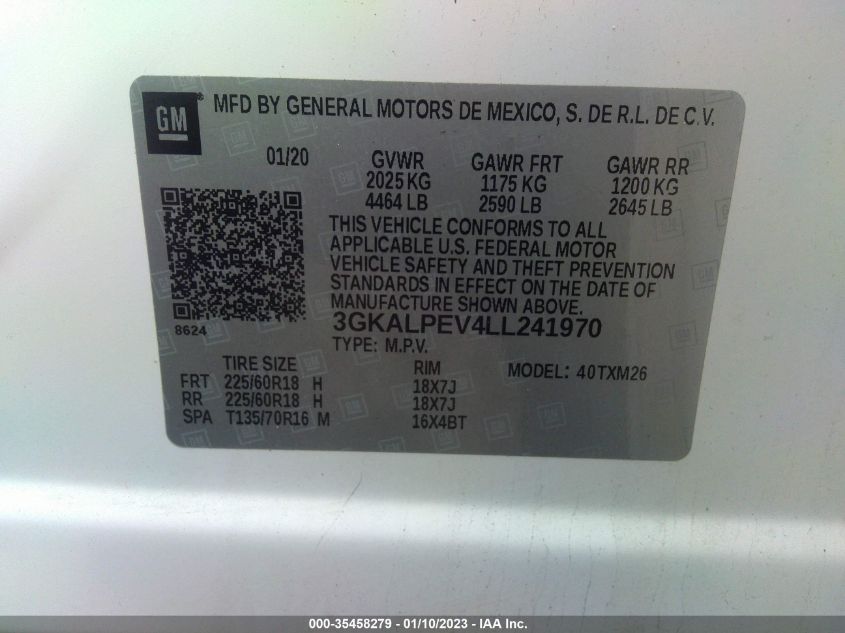 GM® MFD BY GENERAL MOTORS DE MEXICO, S. DE R.L. DE C.V.
01/20 GVWR GAWR FRT GAWR RR
2025 KG 1175 KG 1200 KG
4464 LB 2590 LB 2645 LB
THIS VEHICLE CONFORMS TO ALL
APPLICABLE U.S. FEDERAL MOTOR
VEHICLE SAFETY AND THEFT PREVENTION
STANDARDS IN EFFECT ON THE DATE OF
MANUFACTURE SHOWN ABOVE.
8624 3GKALPEV4LL241970
TYPE: M.P.V.
TIRE SIZE RIM MODEL: 40TXM26
FRT 225/60R18 H 18X7J
RR 225/60R18 H 18X7J
SPA T135/70R16 M 16X4BT
000-35458279 - 01/10/2023 - IAA Inc.